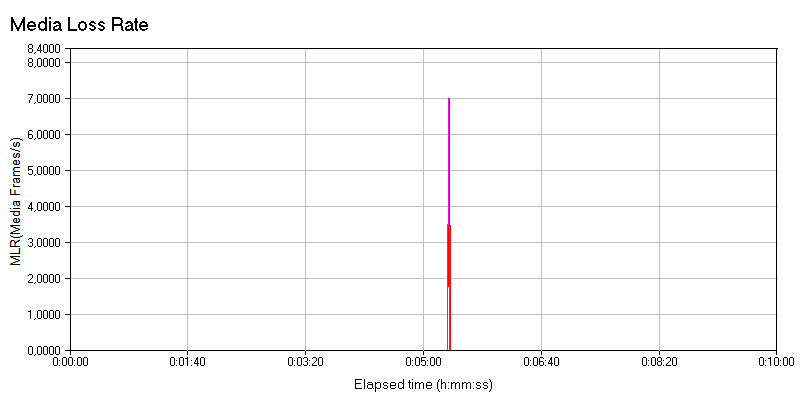 Media Loss Rate
8,4000
8,0000
7,0000
6,0000
5,0000
4,0000
3,0000
2,0000
1,0000
0,0000
MLR(Media Frames/s)
0:00:00 0:01:40 0:03:20 0:05:00 0:06:40 0:08:20 0:10:00
Elapsed time (h:mm:ss)